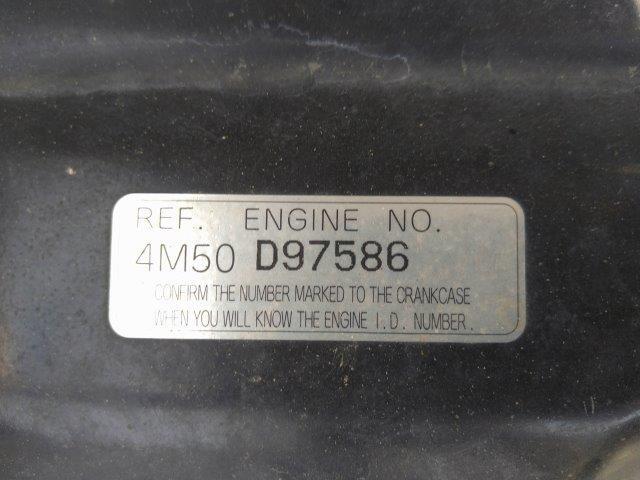 REF. ENGINE NO.
4M50 D97586
CONFIRM THE NUMBER MARKED TO THE CRANKCASE
WHEN YOU WILL KNOW THE ENGINE I.D. NUMBER.